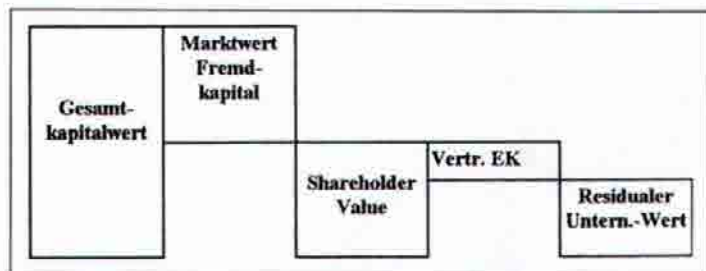 Gesamt-
kapitalwert
Marktwert
Fremd-
kapital
Shareholder
Value
Vertr. EK
Residualer
Untern.-Wert